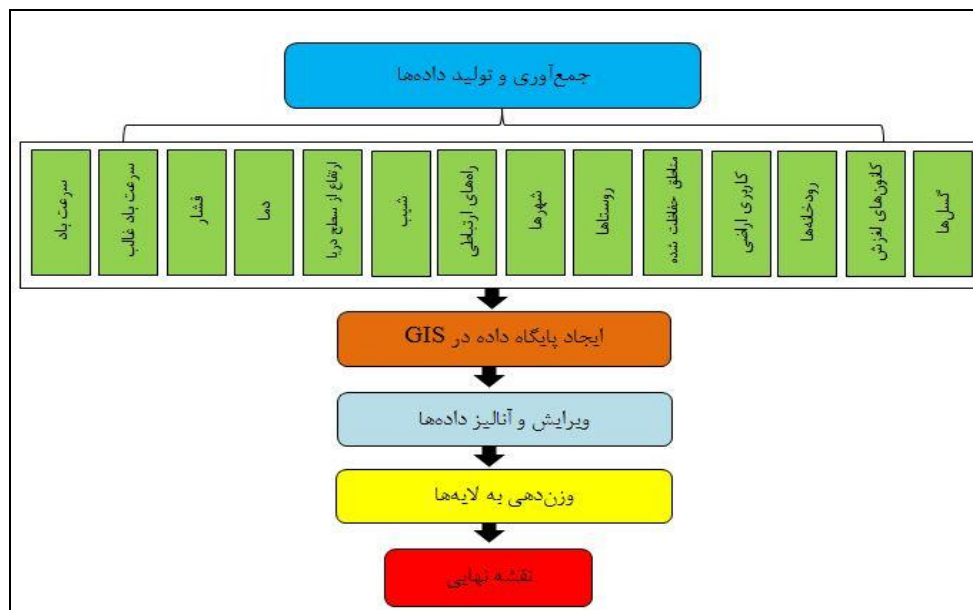 جمع‌آوری و تولید داده‌ها
گسل‌ها
کانون‌های لغزش
رودخانه‌ها
کاربری اراضی
مناطق حفاظت شده
روستاها
شهرها
راه‌های ارتباطی
شیب
ارتفاع از سطح دریا
دما
فشار
سرعت باد غالب
سرعت باد
ایجاد پایگاه داده در GIS
ویرایش و آنالیز داده‌ها
وزن‌دهی به لایه‌ها
نقشه نهایی